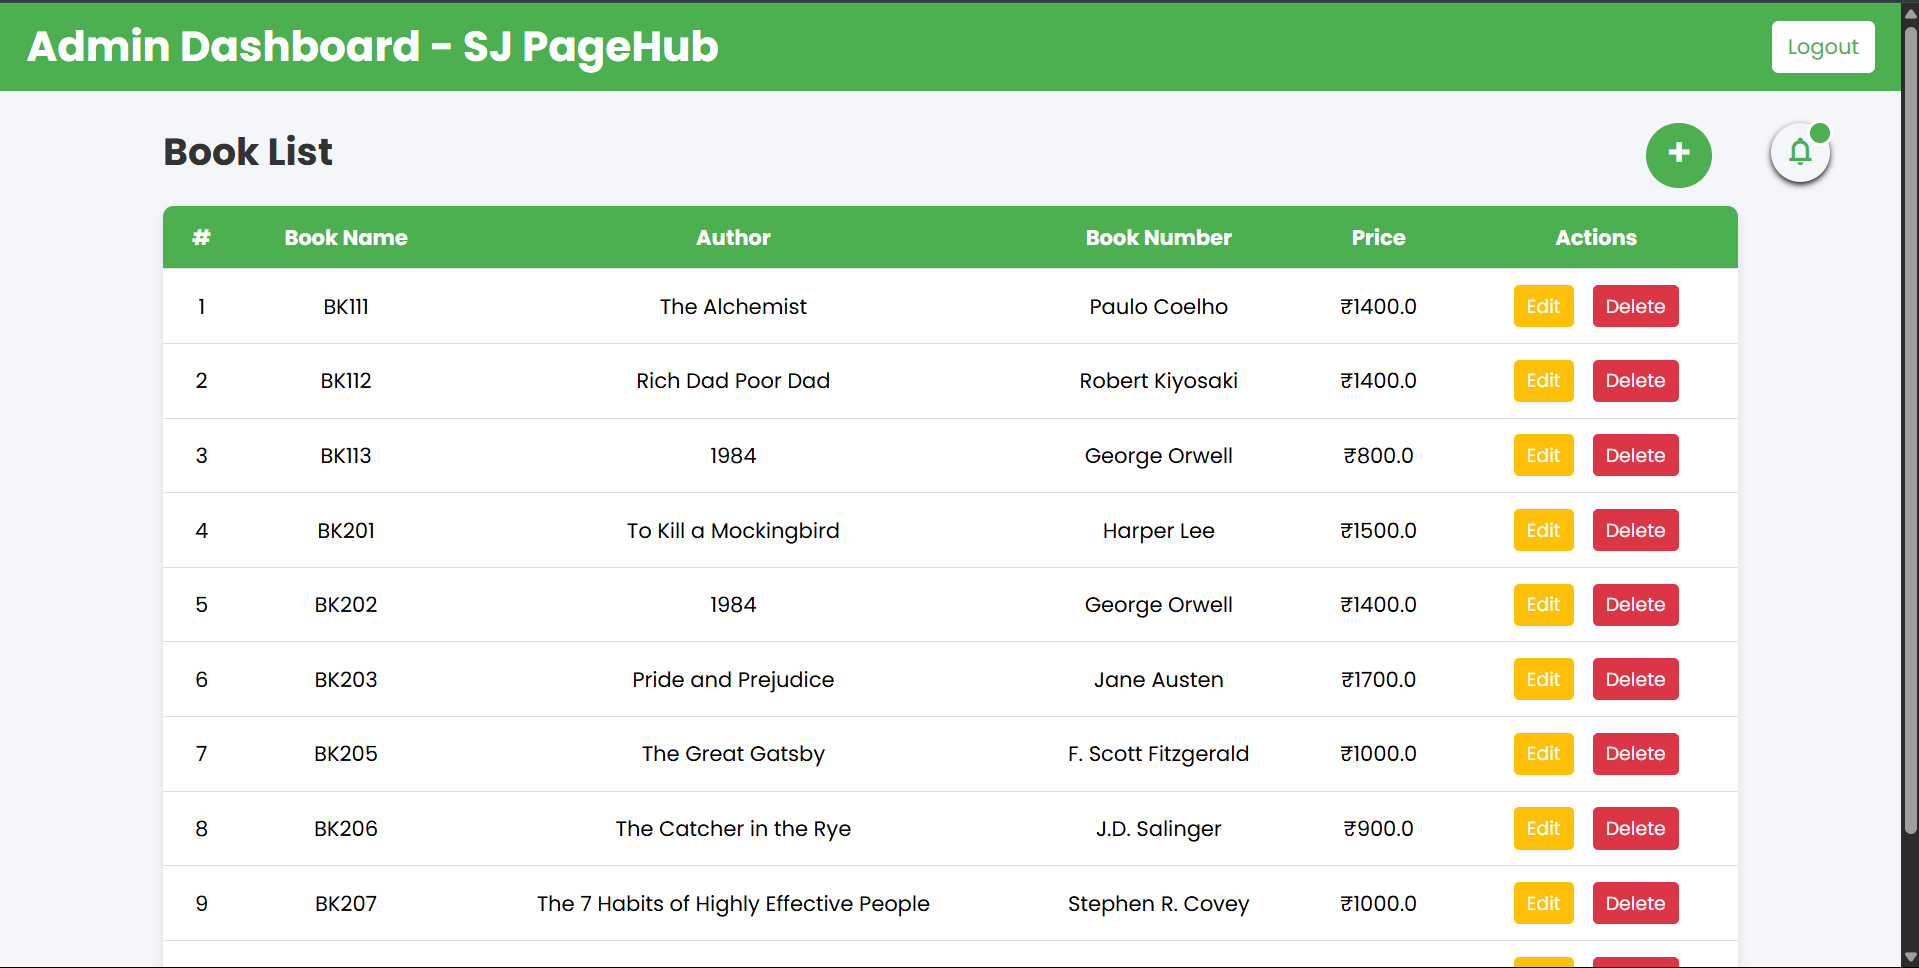 Admin Dashboard - SJ PageHub
Logout
Book List
+
# Book Name Author Book Number Price Actions
1 BK111 The Alchemist Paulo Coelho ₹1400.0 Edit Delete
2 BK112 Rich Dad Poor Dad Robert Kiyosaki ₹1400.0 Edit Delete
3 BK113 1984 George Orwell ₹800.0 Edit Delete
4 BK201 To Kill a Mockingbird Harper Lee ₹1500.0 Edit Delete
5 BK202 1984 George Orwell ₹1400.0 Edit Delete
6 BK203 Pride and Prejudice Jane Austen ₹1700.0 Edit Delete
7 BK205 The Great Gatsby F. Scott Fitzgerald ₹1000.0 Edit Delete
8 BK206 The Catcher in the Rye J.D. Salinger ₹900.0 Edit Delete
9 BK207 The 7 Habits of Highly Effective People Stephen R. Covey ₹1000.0 Edit Delete